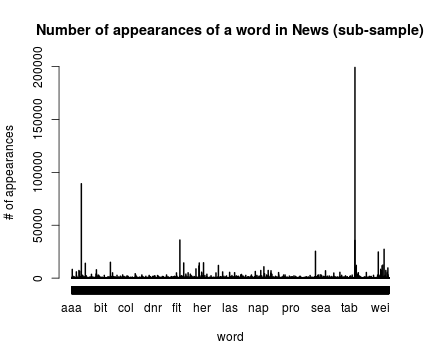 Number of appearances of a word in News (sub-sample)
# of appearances
200000
150000
100000
50000
0
aaa bit coi dnr fit her las nap pro sea tab wei
word